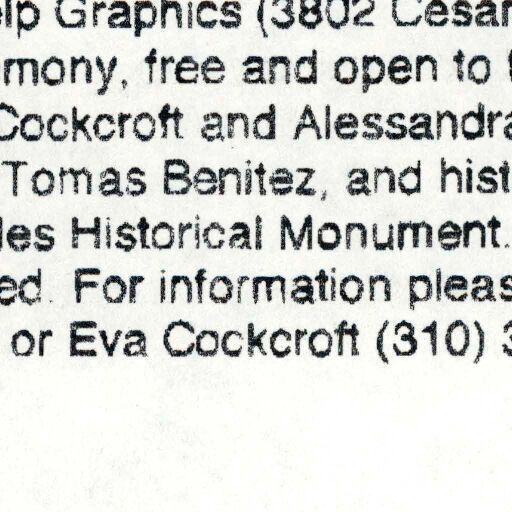 elp Graphics (3802 Cesar
mony, free and open to
Cockcroft and Alessandra
Tomas Benitez, and hist
les Historical Monument.
ed. For information pleas
or Eva Cockcroft (310) 3